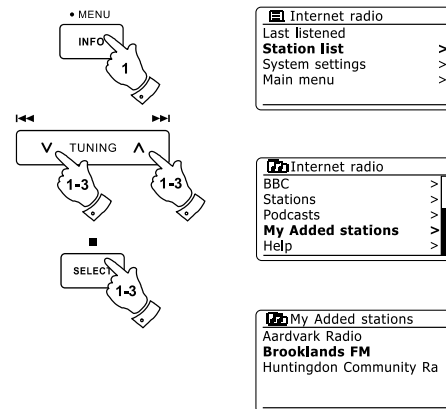 • MENU
INFO
1
TUNING
1-3
1-3
SELECT
1-3
Internet radio
Last listened
Station list >
System settings >
Main menu >
Internet radio
BBC >
Stations >
Podcasts >
My Added stations >
Help >
My Added stations
Aardvark Radio
Brooklands FM
Huntingdon Community Ra